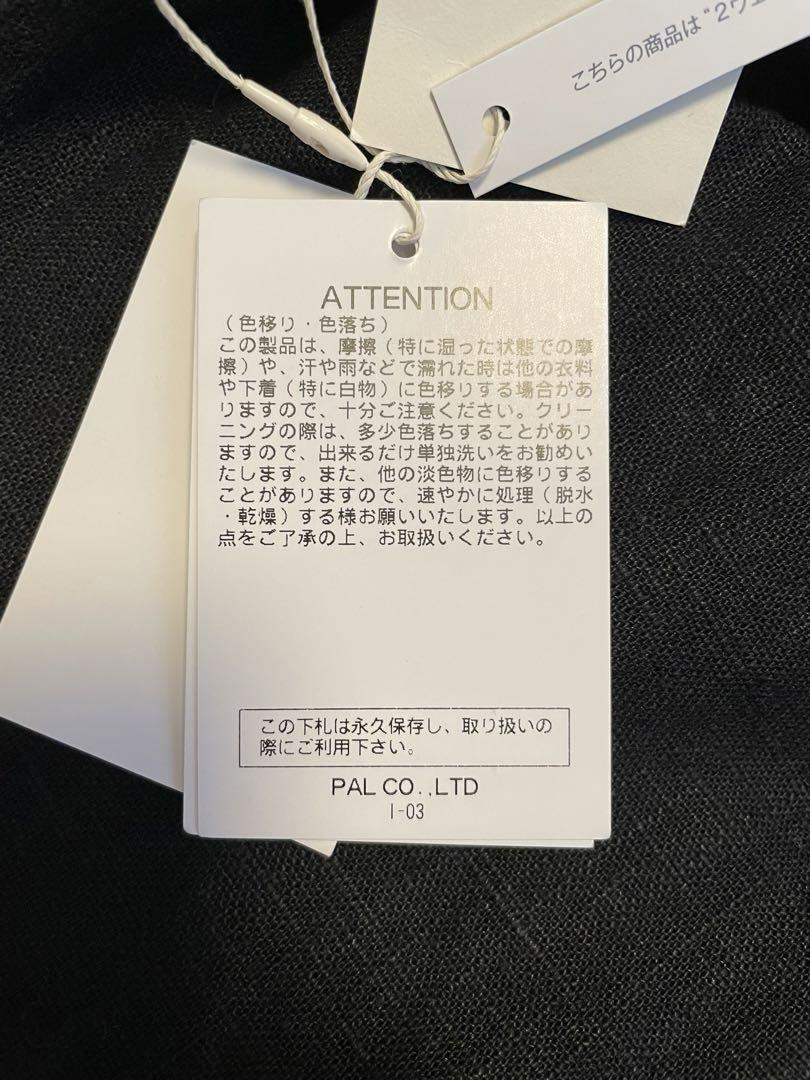 こちらの商品は"2ウェ
ATTENTION
（色移り・色落ち）
この製品は、摩擦（特に湿った状態での摩
擦）や、汗や雨などで濡れた時は他の衣料
や下着（特に白物）に色移りする場合があ
りますので、十分ご注意ください。クリー
ニングの際は、多少色落ちすることがあり
ますので、出来るだけ単独洗いをお勧めい
たします。また、他の淡色物に色移りする
ことがありますので、速やかに処理（脱水
・乾燥）する様お願いいたします。以上の
点をご了承の上、お取扱いください。
この下札は永久保存し、取り扱いの
際にご利用下さい。
PAL CO.,LTD
I-03